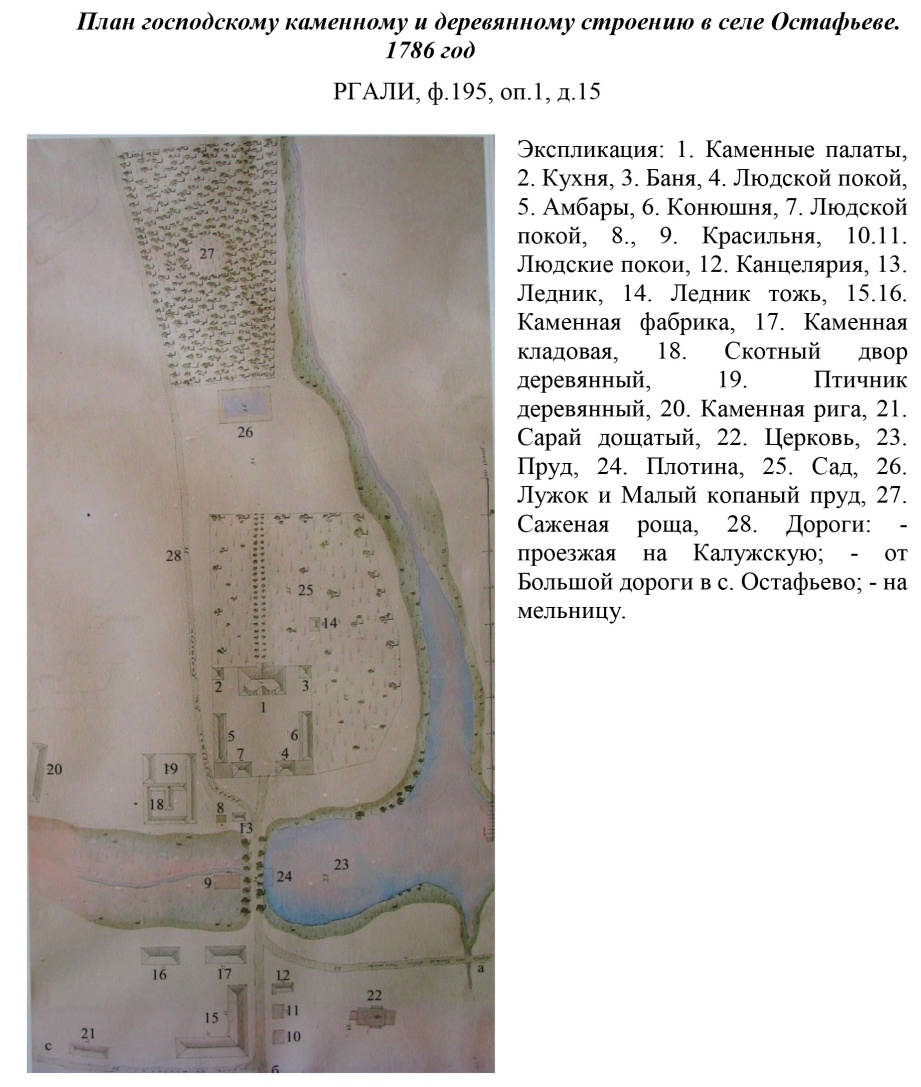 План господскому каменному и деревянному строению в селе Остафьеве.
1786 год
РГАЛИ, ф.195, оп.1, д.15
Экспликация: 1. Каменные палаты,
2. Кухня, 3. Баня, 4. Людской покой,
5. Амбары, 6. Конюшня, 7. Людской
покой, 8., 9. Красильня, 10.11.
Людские покои, 12. Канцелярия, 13.
Ледник, 14. Ледник тожь, 15.16.
Каменная фабрика, 17. Каменная
кладовая, 18. Скотный двор
деревянный, 19. Птичник
деревянный, 20. Каменная рига, 21.
Сарай дощатый, 22. Церковь, 23.
Пруд, 24. Плотина, 25. Сад, 26.
Лужок и Малый копаный пруд, 27.
Саженая роща, 28. Дороги: -
проезжая на Калужскую; - от
Большой дороги в с. Остафьево; - на
мельницу.
27
26
28
25
14
2
3
1
5
6
7
4
20
19
18
8
13
9
24
23
16
17
12
а
11
22
15
10
21
с
б